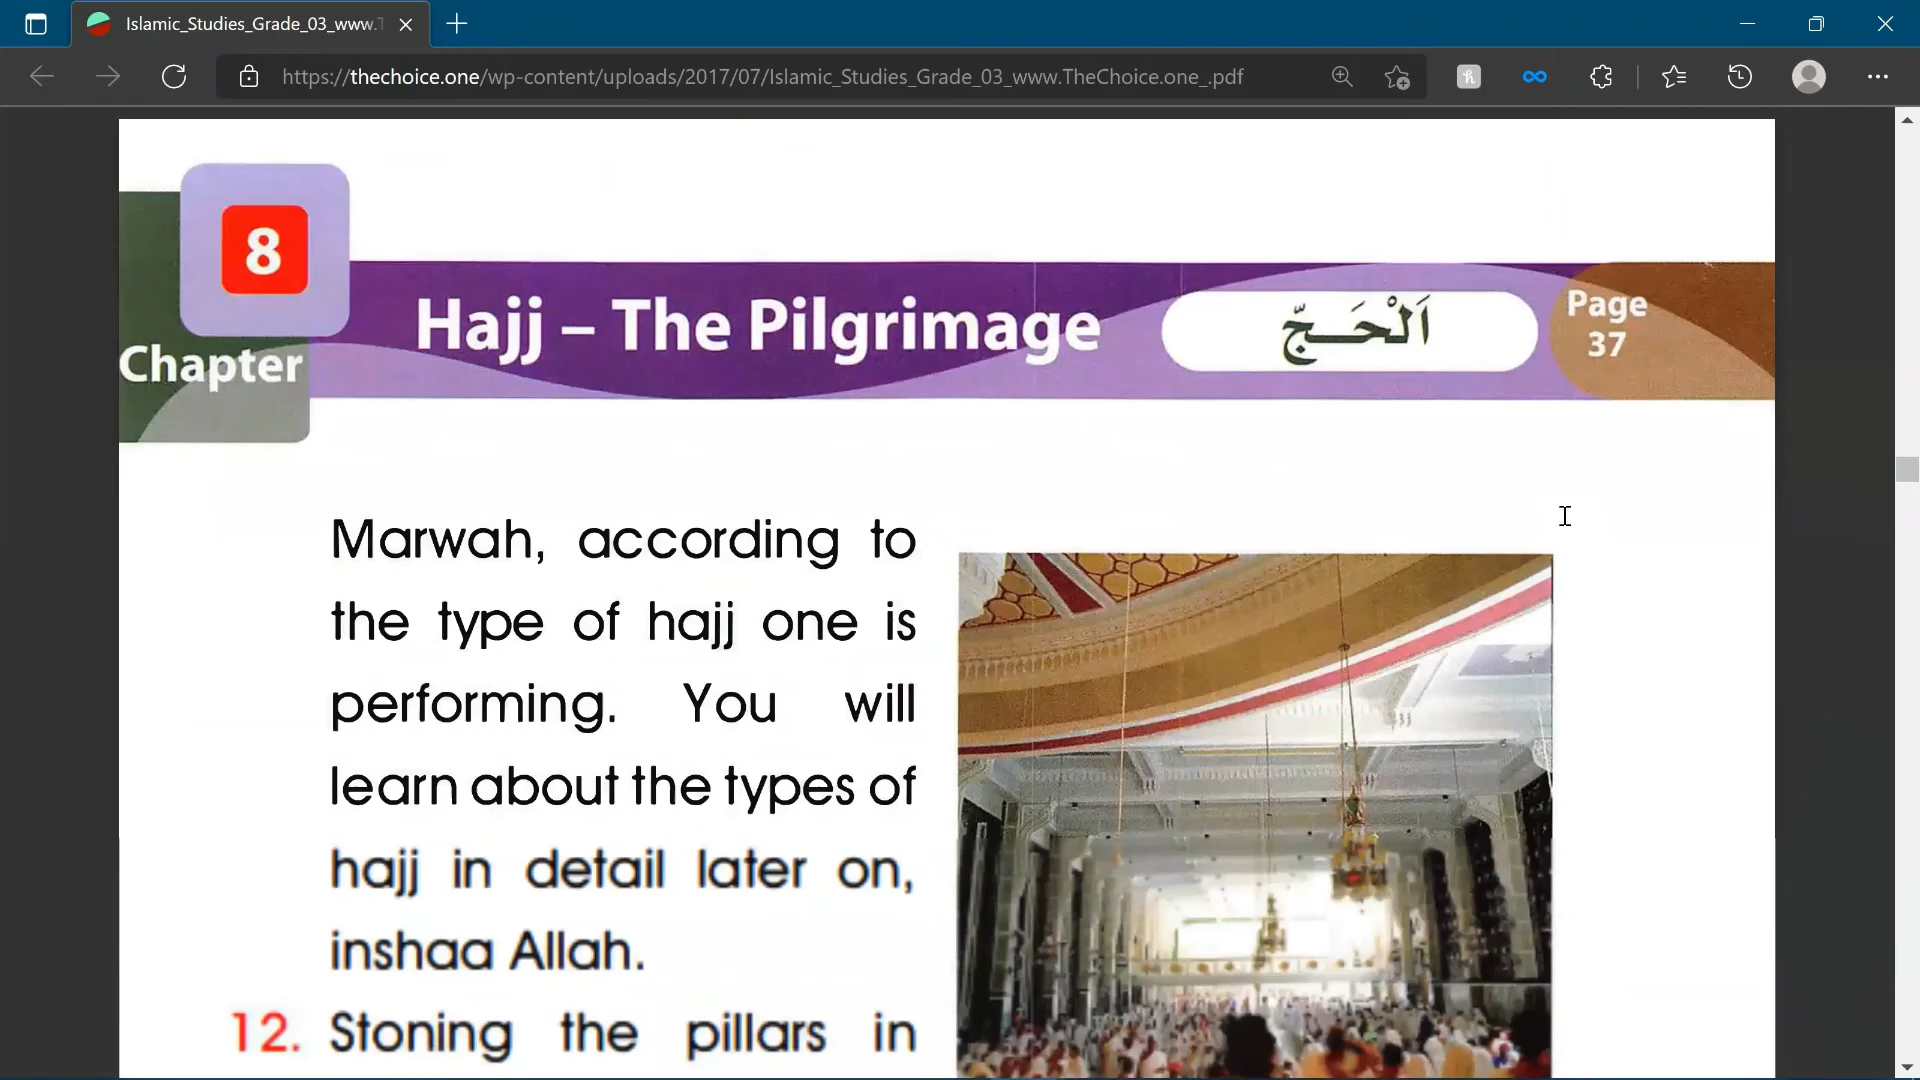 Islamic_Studies_Grade_03_www.T
https://thechoice.one/wp-content/uploads/2017/07/Islamic_Studies_Grade_03_www.TheChoice.one_.pdf
8
Chapter
Hajj – The Pilgrimage
اَلْحَـجّ
Page
37
Marwah, according to
the type of hajj one is
performing. You will
learn about the types of
hajj in detail later on,
inshaa Allah.
12. Stoning the pillars in